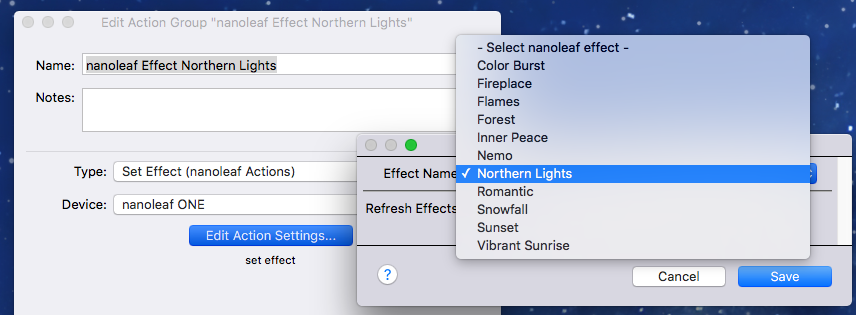 Edit Action Group "nanoleaf Effect Northern Lights"
Name: nanoleaf Effect Northern Lights
Notes:
Type: Set Effect (nanoleaf Actions)
Device: nanoleaf ONE
Edit Action Settings...
set effect
- Select nanoleaf effect -
Color Burst
Fireplace
Flames
Forest
Inner Peace
Nemo
Effect Name
✓ Northern Lights
Romantic
Refresh Effects
Snowfall
Sunset
Vibrant Sunrise
?
Cancel
Save